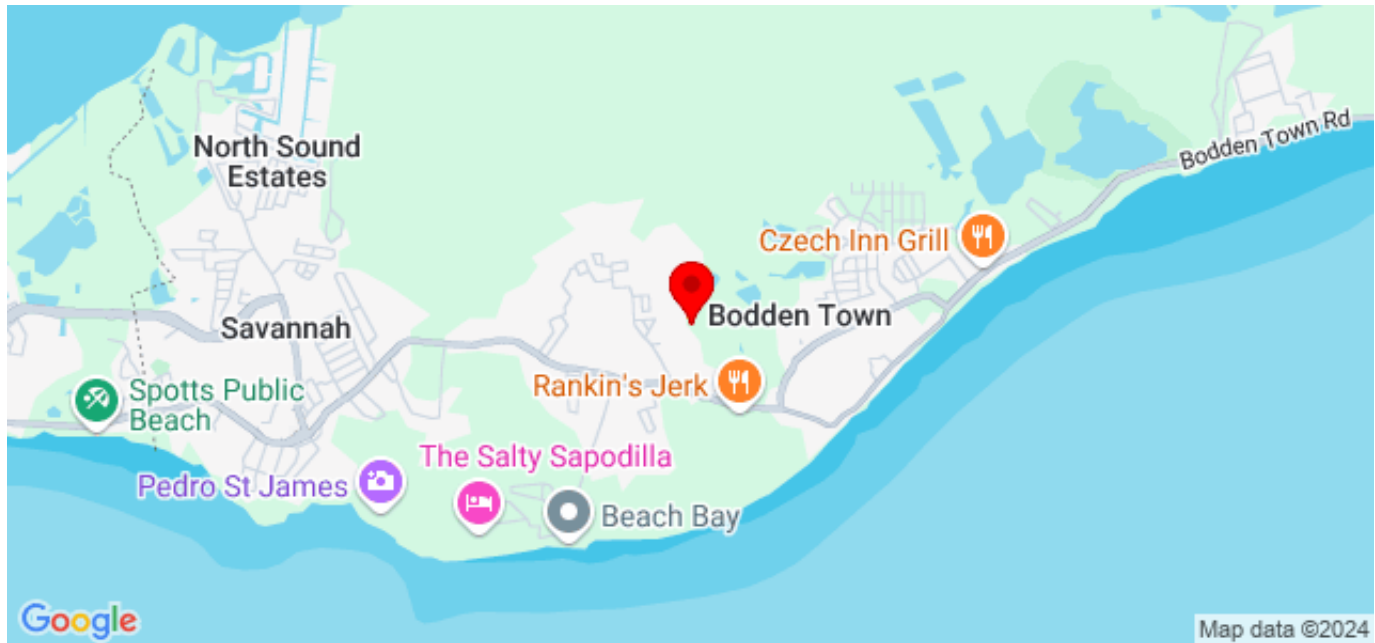 North Sound
Estates
Bodden Town Rd
Czech Inn Grill
Savannah
Bodden Town
Spotts Public
Beach
Rankin's Jerk
The Salty Sapodilla
Pedro St James
Beach Bay
Google
Map data ©2024